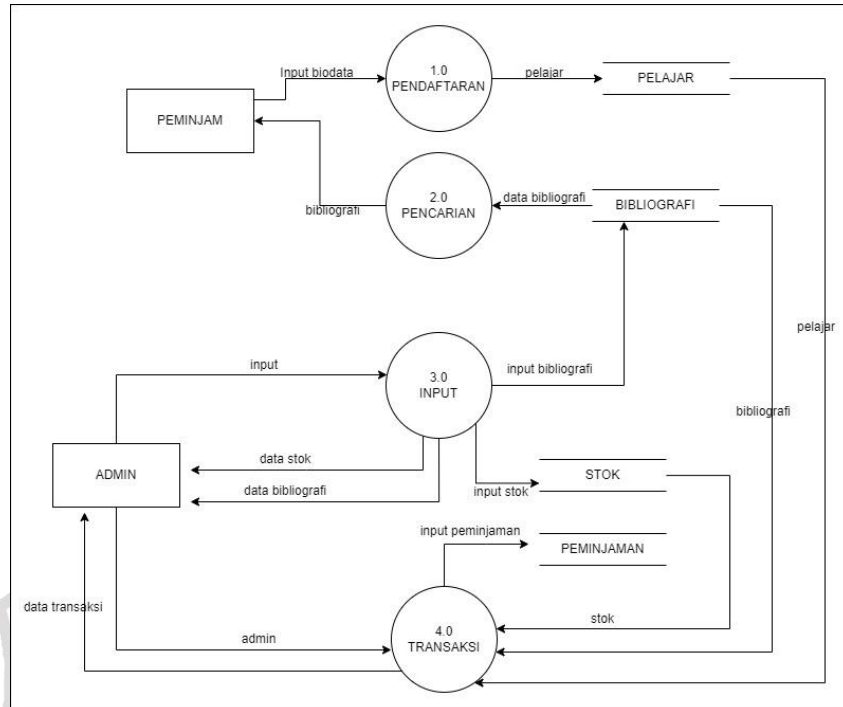 Input biodata
1.0
PENDAFTARAN
pelajar
PELAJAR
PEMINJAM
2.0
PENCARIAN
data bibliografi
BIBLIOGRAFI
bibliografi
pelajar
input
3.0
INPUT
input bibliografi
bibliografi
ADMIN
data stok
data bibliografi
input stok
STOK
input peminjaman
PEMINJAMAN
data transaksi
admin
4.0
TRANSAKSI
stok